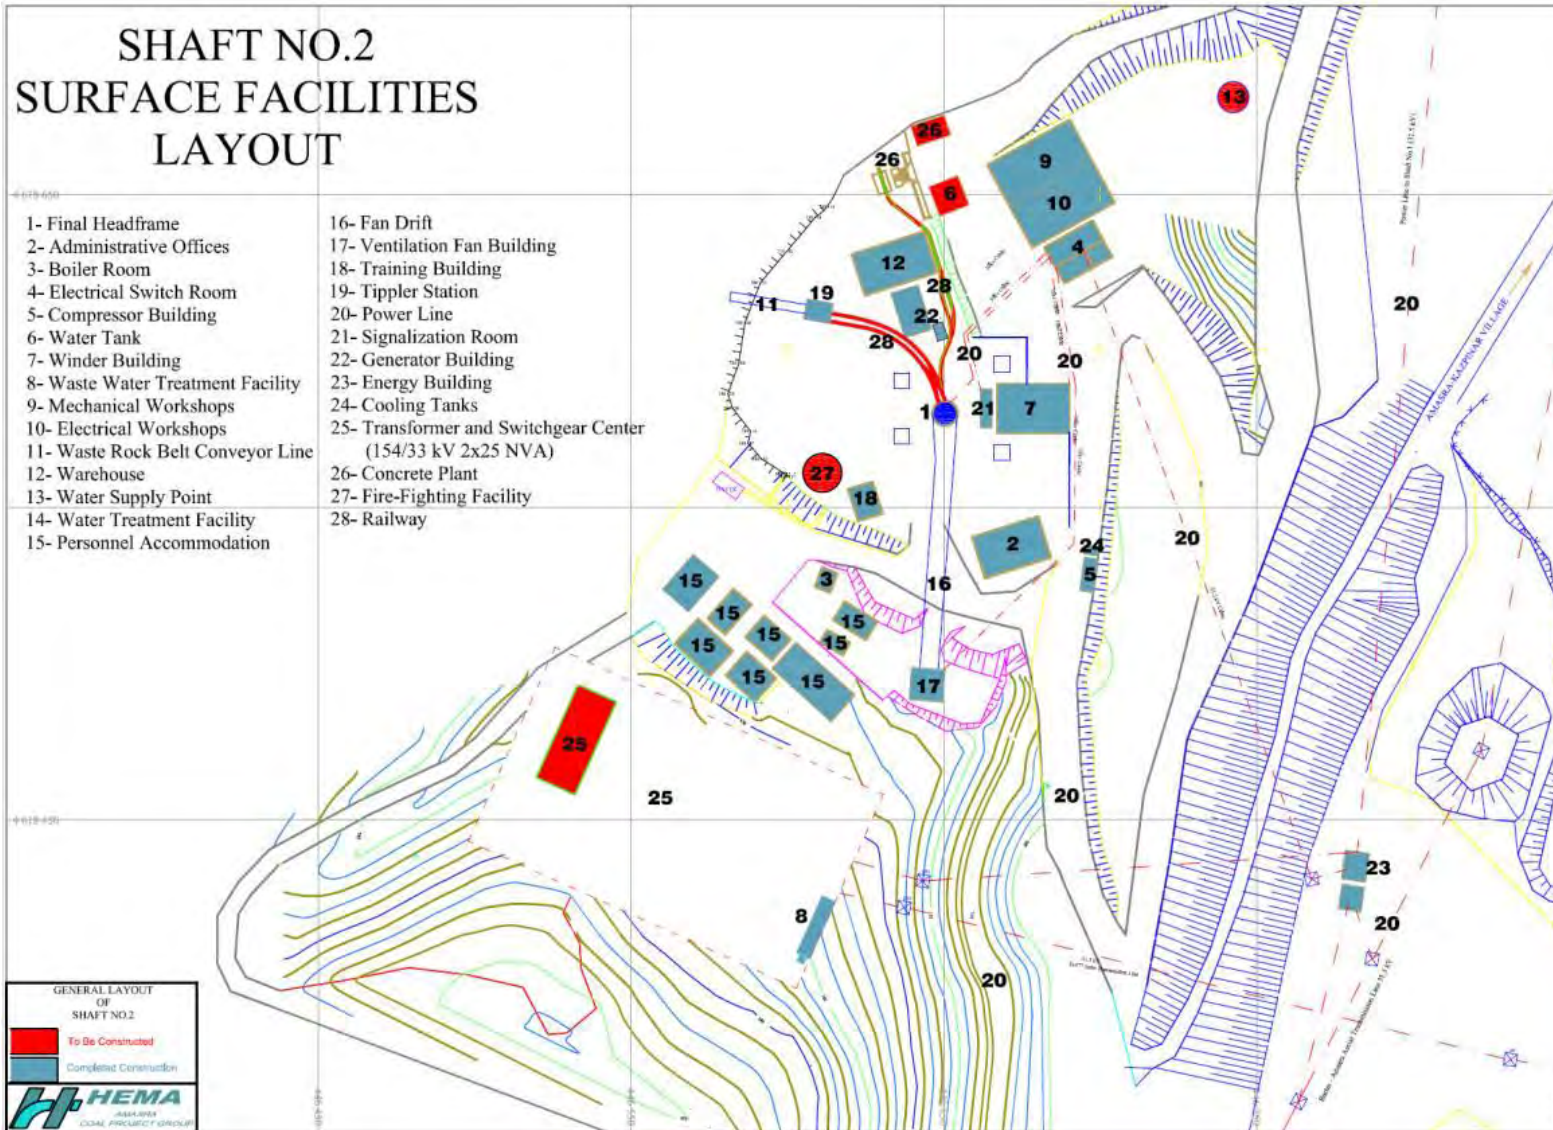 SHAFT NO.2
SURFACE FACILITIES
LAYOUT
1- Final Headframe
2- Administrative Offices
3- Boiler Room
4- Electrical Switch Room
5- Compressor Building
6- Water Tank
7- Winder Building
8- Waste Water Treatment Facility
9- Mechanical Workshops
10- Electrical Workshops
11- Waste Rock Belt Conveyor Line
12- Warehouse
13- Water Supply Point
14- Water Treatment Facility
15- Personnel Accommodation
16- Fan Drift
17- Ventilation Fan Building
18- Training Building
19- Tippler Station
20- Power Line
21- Signalization Room
22- Generator Building
23- Energy Building
24- Cooling Tanks
25- Transformer and Switchgear Center
(154/33 kV 2x25 NVA)
26- Concrete Plant
27- Fire-Fighting Facility
28- Railway
13
26
26
9
6
10
4
12
28
19
11
22
28
20
20
20
1
21
7
27
18
2
24
5
20
16
3
15
15
15
15
15
15
15
15
17
25
25
20
8
20
23
20
AMASRA-KAZPINAR VILLAGE
GENERAL LAYOUT
OF
SHAFT NO.2
To Be Constructed
Completed Construction
HEMA
AMASRA
COAL PROJECT GROUP